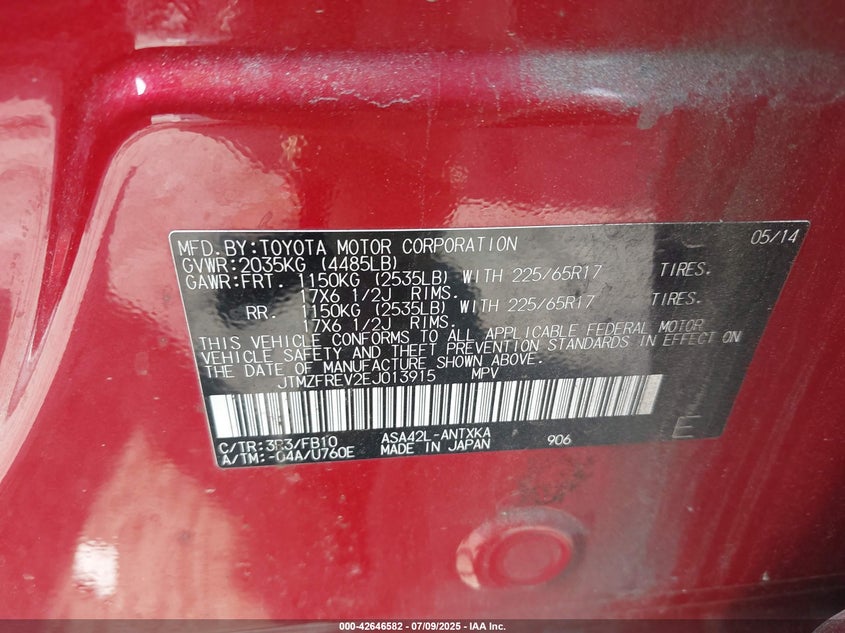 MFD. BY: TOYOTA MOTOR CORPORATION 05/14
GVWR: 2035KG (4485LB)
GAWR: FRT. 1150KG (2535LB) WITH 225/65R17 TIRES.
17X6 1/2J RIMS.
RR. 1150KG (2535LB) WITH 225/65R17 TIRES.
17X6 1/2J RIMS.
THIS VEHICLE CONFORMS TO ALL APPLICABLE FEDERAL MOTOR
VEHICLE SAFETY AND THEFT PREVENTION STANDARDS IN EFFECT ON
THE DATE OF MANUFACTURE SHOWN ABOVE.
JTMZFREV2EJ013915 MPV
C/TR: 3R3/FB10 ASA42L-ANTXKA 906
A/TM: -04A/U760E MADE IN JAPAN
E
000-42646582 - 07/09/2025 - IAA Inc.